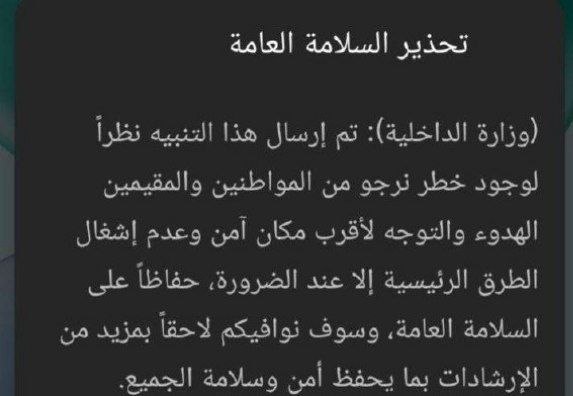 تحذير السلامة العامة
(وزارة الداخلية): تم إرسال هذا التنبيه نظراً
لوجود خطر نرجو من المواطنين والمقيمين
الهدوء والتوجه لأقرب مكان آمن وعدم إشغال
الطرق الرئيسية إلا عند الضرورة، حفاظاً على
السلامة العامة، وسوف نوافيكم لاحقاً بمزيد من
الإرشادات بما يحفظ أمن وسلامة الجميع.